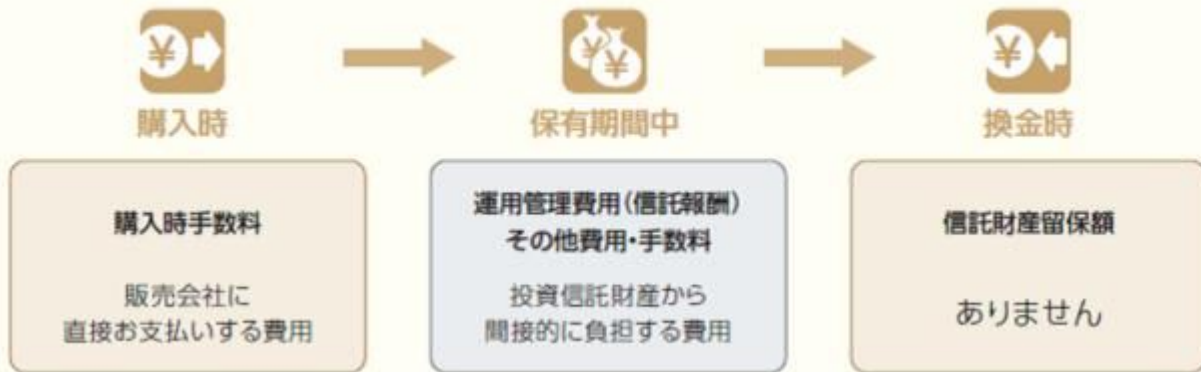 購入時
保有期間中
換金時
購入時手数料
販売会社に
直接お支払いする費用
運用管理費用(信託報酬)
その他費用・手数料
投資信託財産から
間接的に負担する費用
信託財産留保額
ありません